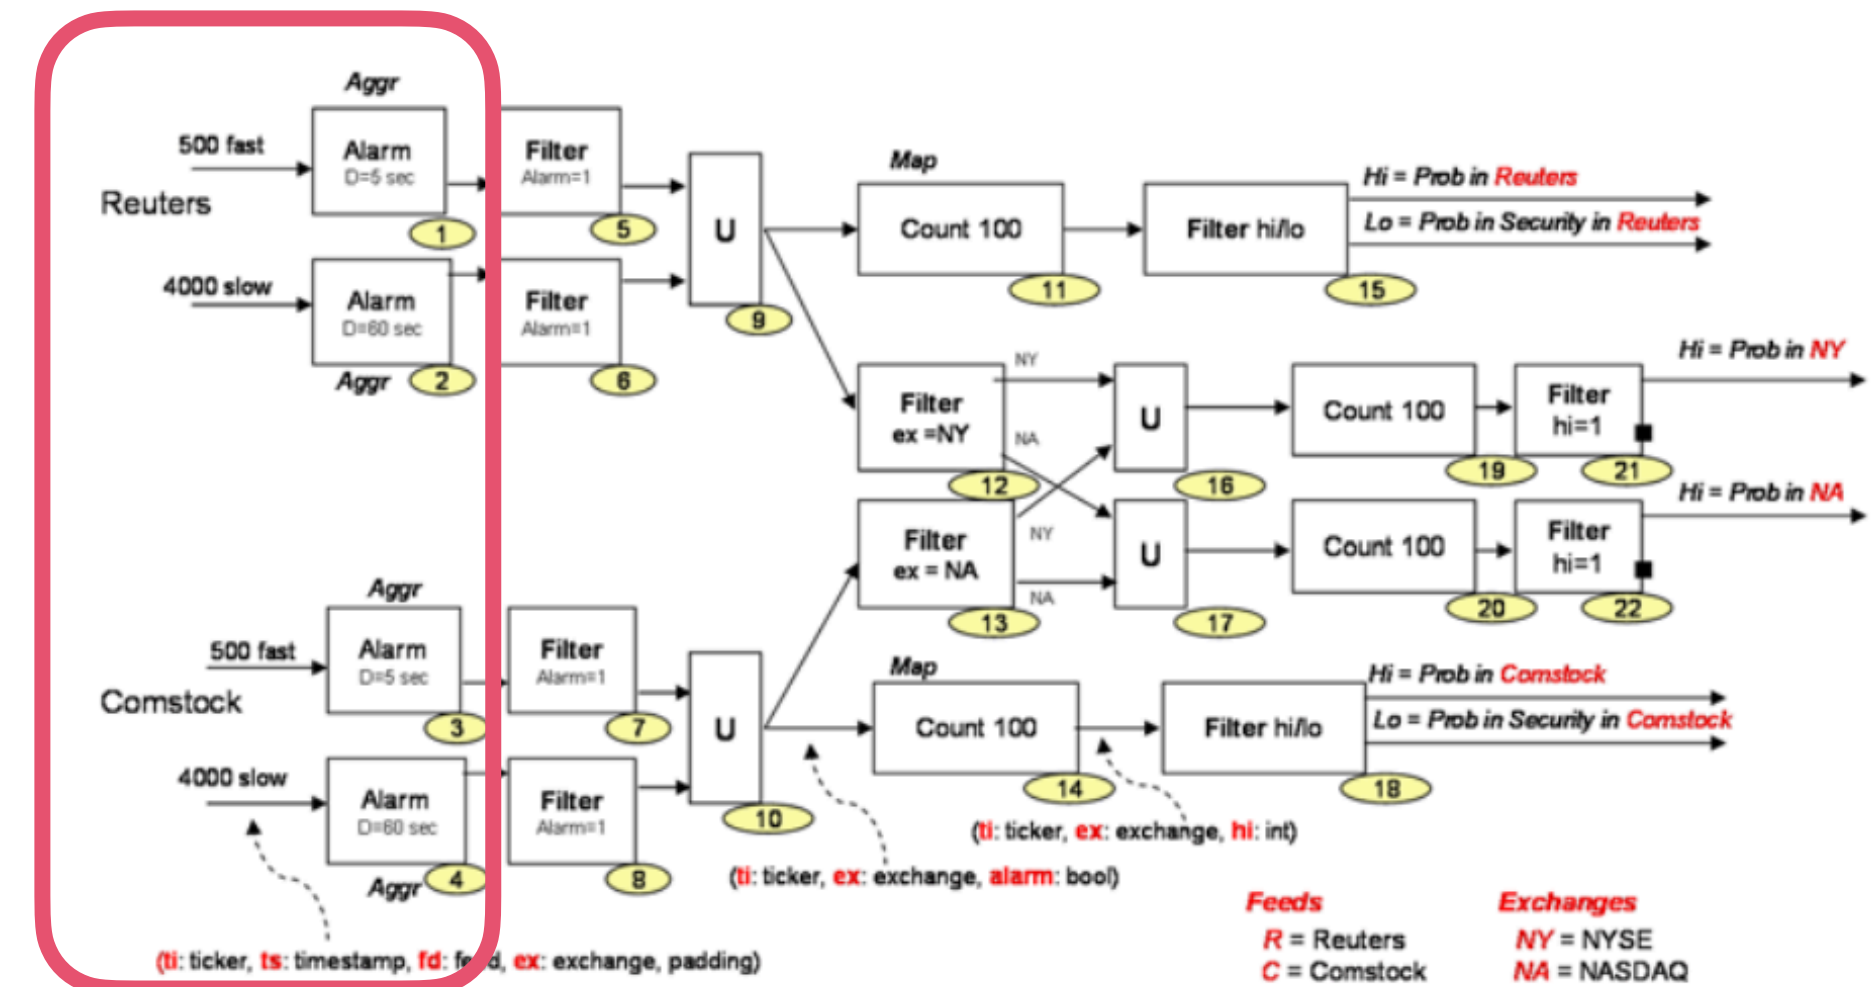 Aggr
500 fast
Alarm
D=5 sec
Reuters
1
Filter
Alarm=1
5
4000 slow
Alarm
D=60 sec
Aggr
2
Filter
Alarm=1
6
U
9
Map
Count 100
11
Filter hi/lo
15
Hi = Prob in Reuters
Lo = Prob in Security in Reuters
Filter
ex =NY
12
NY
NA
Filter
ex = NA
13
NY
NA
U
16
U
17
Count 100
19
Filter
hi=1
21
Hi = Prob in NY
Count 100
20
Filter
hi=1
22
Hi = Prob in NA
Aggr
500 fast
Alarm
D=5 sec
Comstock
3
Filter
Alarm=1
7
4000 slow
Alarm
D=60 sec
Aggr
4
Filter
Alarm=1
8
U
10
Map
Count 100
14
Filter hi/lo
18
Hi = Prob in Comstock
Lo = Prob in Security in Comstock
(ti: ticker, ex: exchange, hi: int)
(ti: ticker, ex: exchange, alarm: bool)
(ti: ticker, ts: timestamp, fd: feed, ex: exchange, padding)
Feeds
R = Reuters
C = Comstock
Exchanges
NY = NYSE
NA = NASDAQ